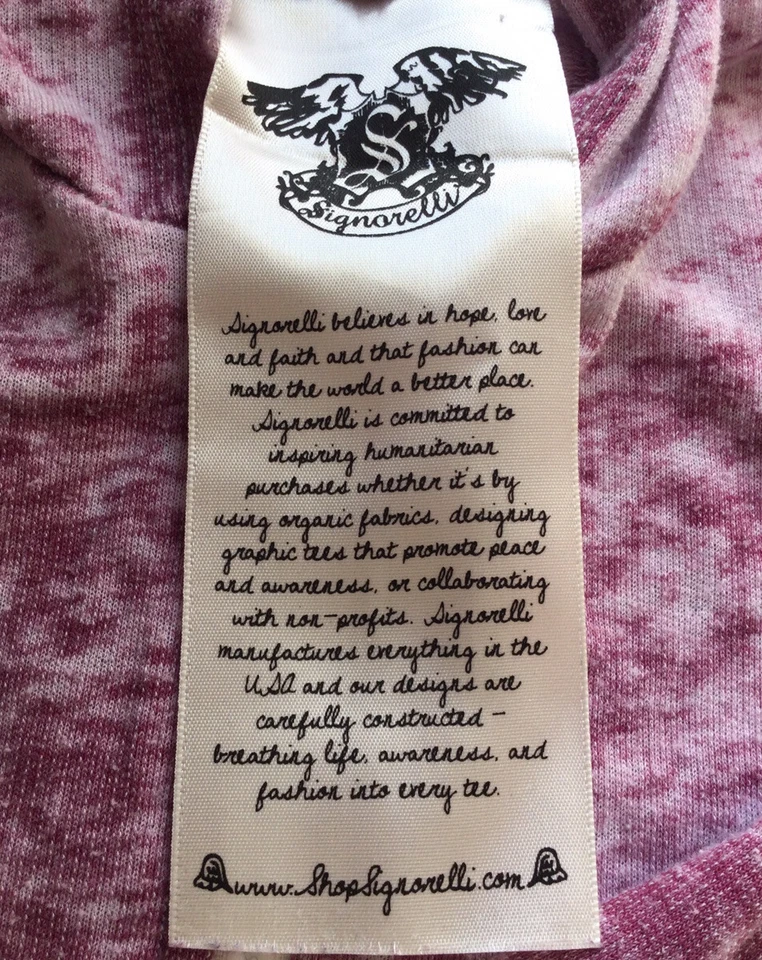 S
Signorelli
Signorelli believes in hope, love
and faith and that fashion can
make the world a better place.
Signorelli is committed to
inspiring humanitarian
purchases whether it's by
using organic fabrics, designing
graphic tees that promote peace
and awareness, or collaborating
with non-profits. Signorelli
manufactures everything in the
USA and our designs are
carefully constructed -
breathing life, awareness, and
fashion into every tee.
www.ShopSignorelli.com